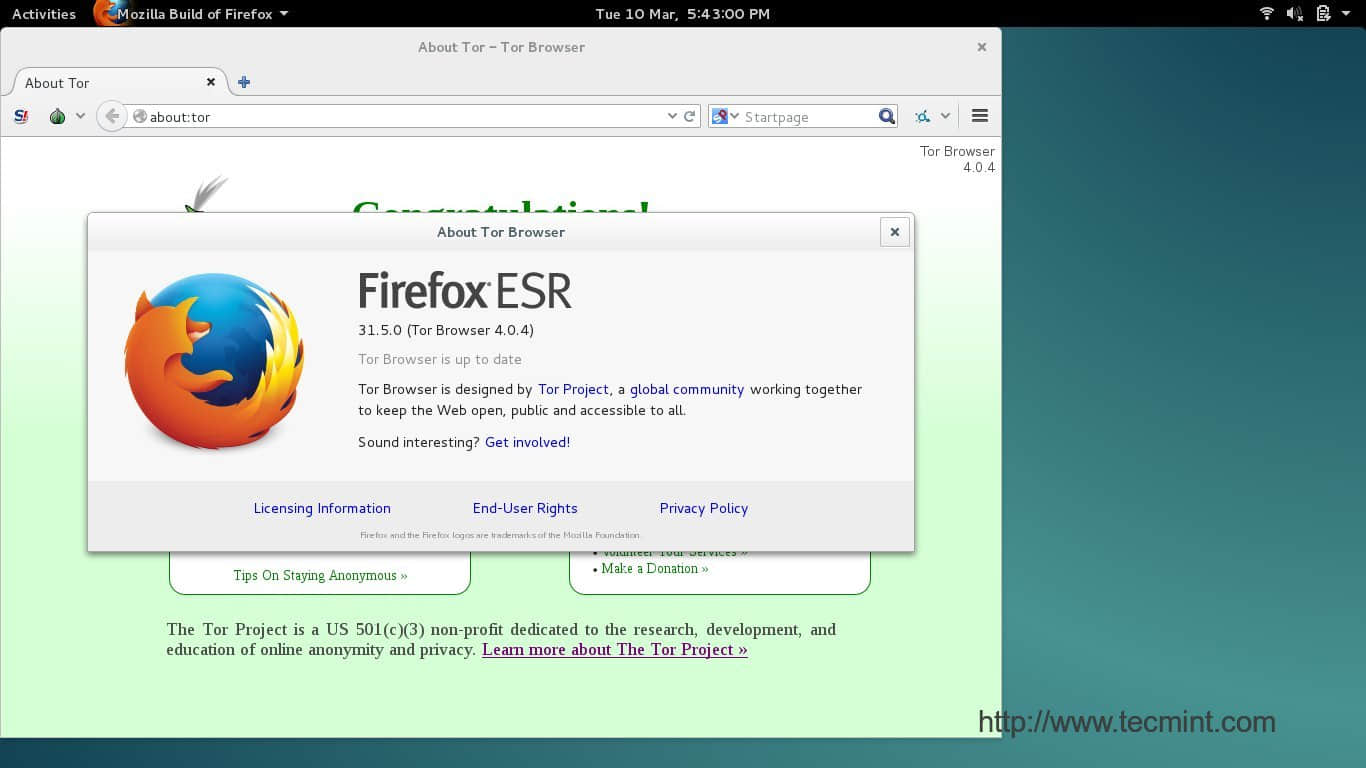 Activities Mozilla Build of Firefox Tue 10 Mar, 5:43:00 PM
About Tor – Tor Browser
About Tor
S! about:tor Startpage
Tor Browser
4.0.4
Congratulations!
About Tor Browser
Firefox ESR
31.5.0 (Tor Browser 4.0.4)
Tor Browser is up to date
Tor Browser is designed by Tor Project, a global community working together
to keep the Web open, public and accessible to all.
Sound interesting? Get involved!
Licensing Information End-User Rights Privacy Policy
Firefox and the Firefox logos are trademarks of the Mozilla Foundation.
• Volunteer Your Services »
Tips On Staying Anonymous »
• Make a Donation »
The Tor Project is a US 501(c)(3) non-profit dedicated to the research, development, and
education of online anonymity and privacy. Learn more about The Tor Project »
http://www.tecmint.com